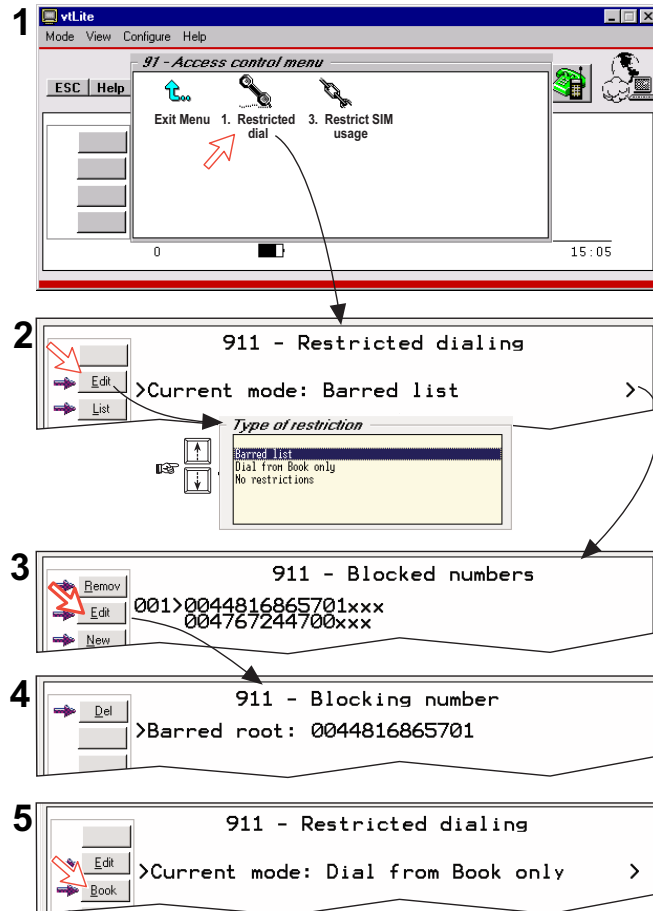 1
vtLite
Mode View Configure Help
91 - Access control menu
ESC Help
Exit Menu 1. Restricted dial 3. Restrict SIM usage
0 15:05
2
911 - Restricted dialing
Edit
>Current mode: Barred list >
List
Type of restriction
Barred list
Dial from Book only
No restrictions
3
911 - Blocked numbers
Remov
Edit
001>0044816865701xxx
004767244700xxx
New
4
911 - Blocking number
Del
>Barred root: 0044816865701
5
911 - Restricted dialing
Edit
>Current mode: Dial from Book only >
Book